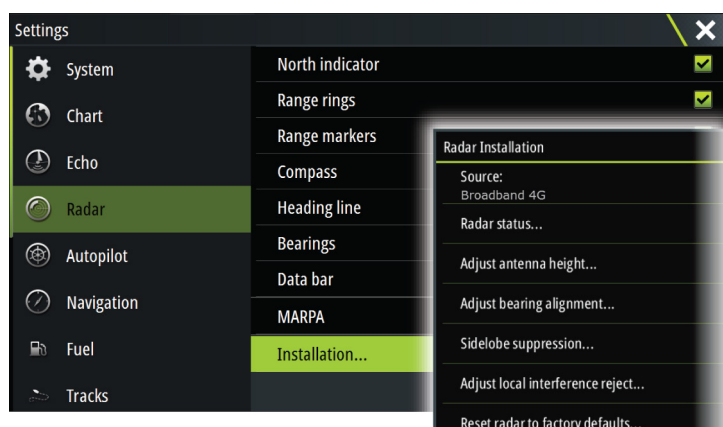 Settings
System
Chart
Echo
Radar
Autopilot
Navigation
Fuel
Tracks
North indicator
Range rings
Range markers
Compass
Heading line
Bearings
Data bar
MARPA
Installation...
Radar Installation
Source:
Broadband 4G
Radar status...
Adjust antenna height...
Adjust bearing alignment...
Sidelobe suppression...
Adjust local interference reject...
Reset radar to factory defaults...